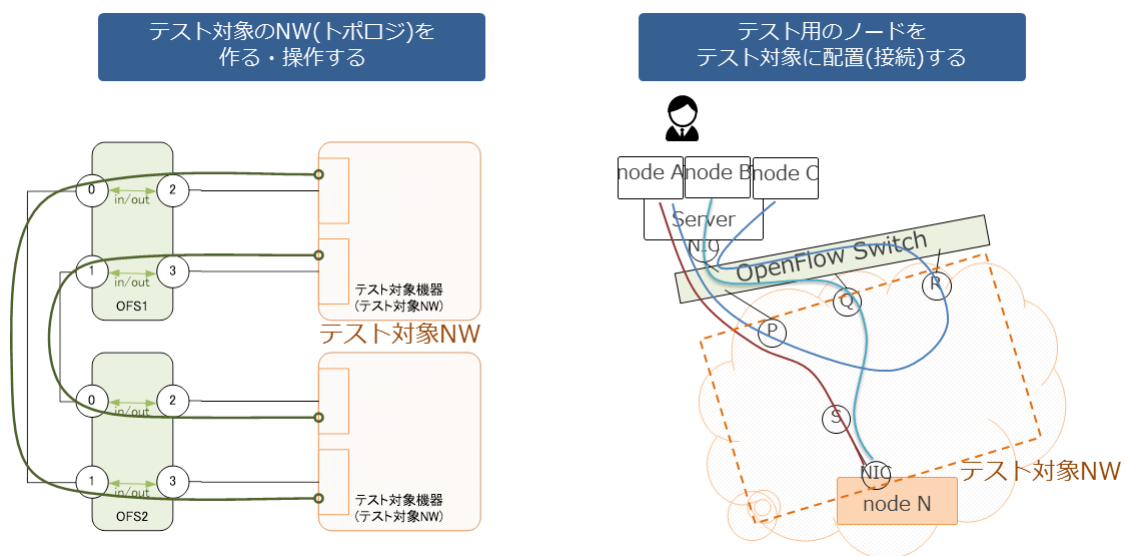 テスト対象のNW(トポロジ)を
作る・操作する
テスト用のノードを
テスト対象に配置(接続)する
0
in/out
2
1
in/out
3
OFS1
テスト対象機器
(テスト対象NW)
テスト対象NW
0
in/out
2
1
in/out
3
OFS2
テスト対象機器
(テスト対象NW)
node A
node B
node C
Server
NIC
OpenFlow Switch
P
Q
R
S
NIC
node N
テスト対象NW